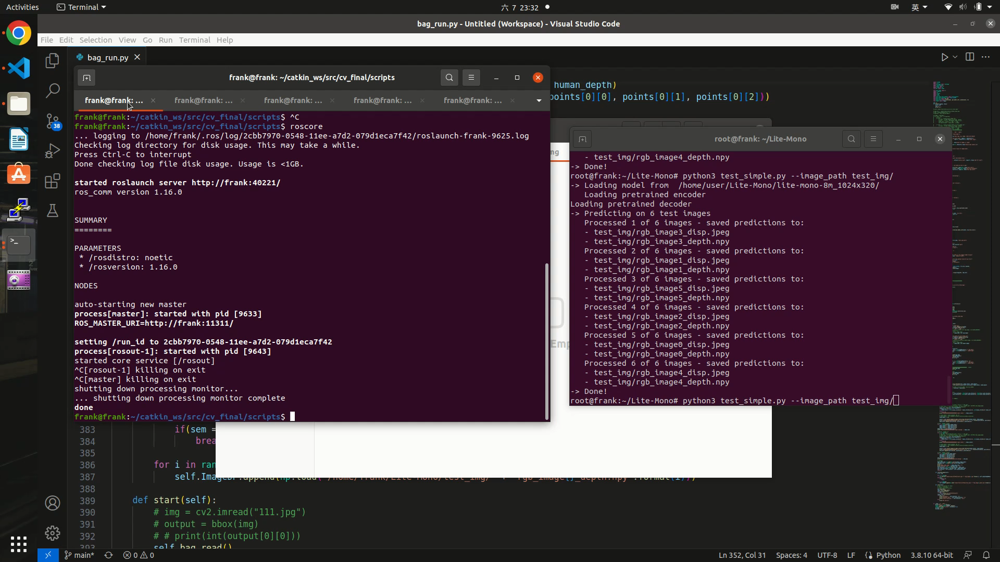 Activities
Terminal
六 7 23:32
英
bag_run.py - Untitled (Workspace) - Visual Studio Code
File Edit Selection View Go Run Terminal Help
bag_run.py
human_depth)
points[0][0], points[0][1], points[0][2]))
frank@frank: ~/catkin_ws/src/cv_final/scripts
frank@frank: ...
frank@frank: ...
frank@frank: ...
frank@frank: ...
frank@frank: ...
frank@frank:~/catkin_ws/src/cv_final/scripts$ ^C
frank@frank:~/catkin_ws/src/cv_final/scripts$ roscore
... logging to /home/frank/.ros/log/2cbb7970-0548-11ee-a7d2-079d1eca7f42/roslaunch-frank-9625.log
Checking log directory for disk usage. This may take a while.
Press Ctrl-C to interrupt
Done checking log file disk usage. Usage is <1GB.
started roslaunch server http://frank:40221/
ros_comm version 1.16.0
SUMMARY
========
PARAMETERS
* /rosdistro: noetic
* /rosversion: 1.16.0
NODES
auto-starting new master
process[master]: started with pid [9633]
ROS_MASTER_URI=http://frank:11311/
setting /run_id to 2cbb7970-0548-11ee-a7d2-079d1eca7f42
process[rosout-1]: started with pid [9643]
started core service [/rosout]
^C[rosout-1] killing on exit
^C[master] killing on exit
shutting down processing monitor...
... shutting down processing monitor complete
done
frank@frank:~/catkin_ws/src/cv_final/scripts$
root@frank: ~/Lite-Mono
- test_img/rgb_image4_depth.npy
-> Done!
root@frank:~/Lite-Mono# python3 test_simple.py --image_path test_img/
-> Loading model from  /home/user/Lite-Mono/lite-mono-8m_1024x320/
Loading pretrained encoder
Loading pretrained decoder
-> Predicting on 6 test images
Processed 1 of 6 images - saved predictions to:
- test_img/rgb_image3_disp.jpeg
- test_img/rgb_image3_depth.npy
Processed 2 of 6 images - saved predictions to:
- test_img/rgb_image1_disp.jpeg
- test_img/rgb_image1_depth.npy
Processed 3 of 6 images - saved predictions to:
- test_img/rgb_image5_disp.jpeg
- test_img/rgb_image5_depth.npy
Processed 4 of 6 images - saved predictions to:
- test_img/rgb_image2_disp.jpeg
- test_img/rgb_image2_depth.npy
Processed 5 of 6 images - saved predictions to:
- test_img/rgb_image0_disp.jpeg
- test_img/rgb_image0_depth.npy
Processed 6 of 6 images - saved predictions to:
- test_img/rgb_image4_disp.jpeg
- test_img/rgb_image4_depth.npy
-> Done!
root@frank:~/Lite-Mono# python3 test_simple.py --image_path test_img/
38
ng
Emp
383 if(sem =
384 brea
385
386 for i in ran
387 self.ImageDr.append(np.load("/home/frank/Lite-Mono/test_img/" + "rgb_image{}_depth.npy".format(i)))
388
389 def start(self):
390 # img = cv2.imread("111.jpg")
391 # output = bbox(img)
392 # # print(int(output[0][0]))
393 self.bag_read()
main* 0 0
Ln 352, Col 31 Spaces: 4 UTF-8 LF Python 3.8.10 64-bit